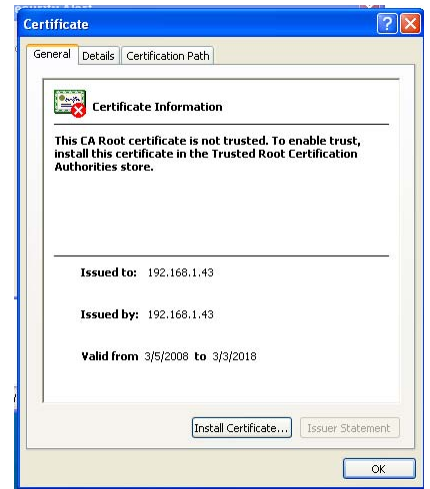 Certificate
General Details Certification Path
Certificate Information
This CA Root certificate is not trusted. To enable trust,
install this certificate in the Trusted Root Certification
Authorities store.
Issued to: 192.168.1.43
Issued by: 192.168.1.43
Valid from 3/5/2008 to 3/3/2018
Install Certificate... Issuer Statement
OK